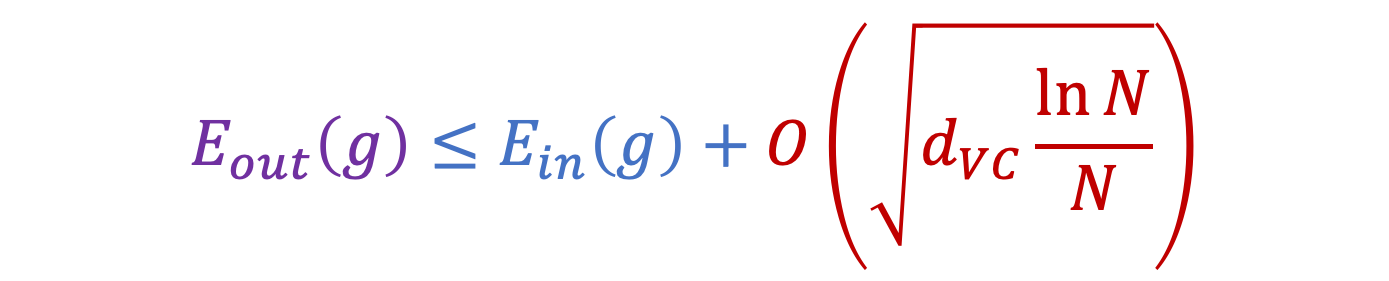 E_out(g) ≤ E_in(g) + O(√(d_VC ln N / N))